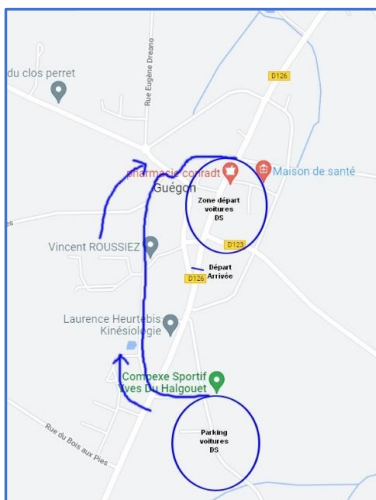 du clos perret
Rue Eugène Dréano
D126
pharmacie conradt
Maison de santé
Guégon
Zone départ
voitures
DS
Vincent ROUSSIEZ
D123
Départ
Arrivée
D126
Laurence Heurtebis
Kinésiologie
Compexe Sportif
Yves Du Halgouet
Rue du Bois aux Pies
Parking
voitures
DS